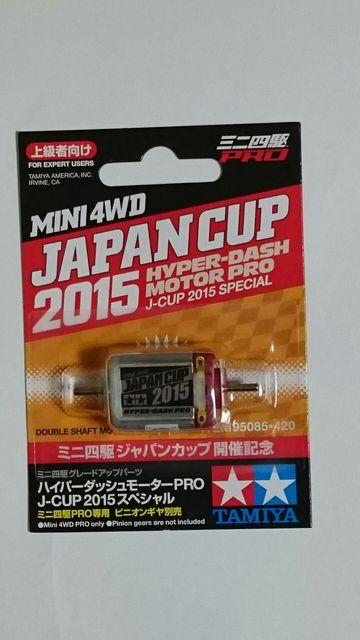 上級者向け
FOR EXPERT USERS
TAMIYA AMERICA, INC.
IRVINE, CA
ミニ四駆
PRO
MINI 4WD
JAPAN CUP
2015 HYPER-DASH
MOTOR PRO
J-CUP 2015 SPECIAL
JAPAN CUP
2015
HYPER-DASH PRO
DOUBLE SHAFT MO
95085•420
ミニ四駆 ジャパンカップ 開催記念
ミニ四駆グレードアップパーツ
ハイパーダッシュモーターPRO
J-CUP 2015スペシャル
ミニ四駆PRO専用 ピニオンギヤ別売
●Mini 4WD PRO only ●Pinion gears are not included
TAMIYA